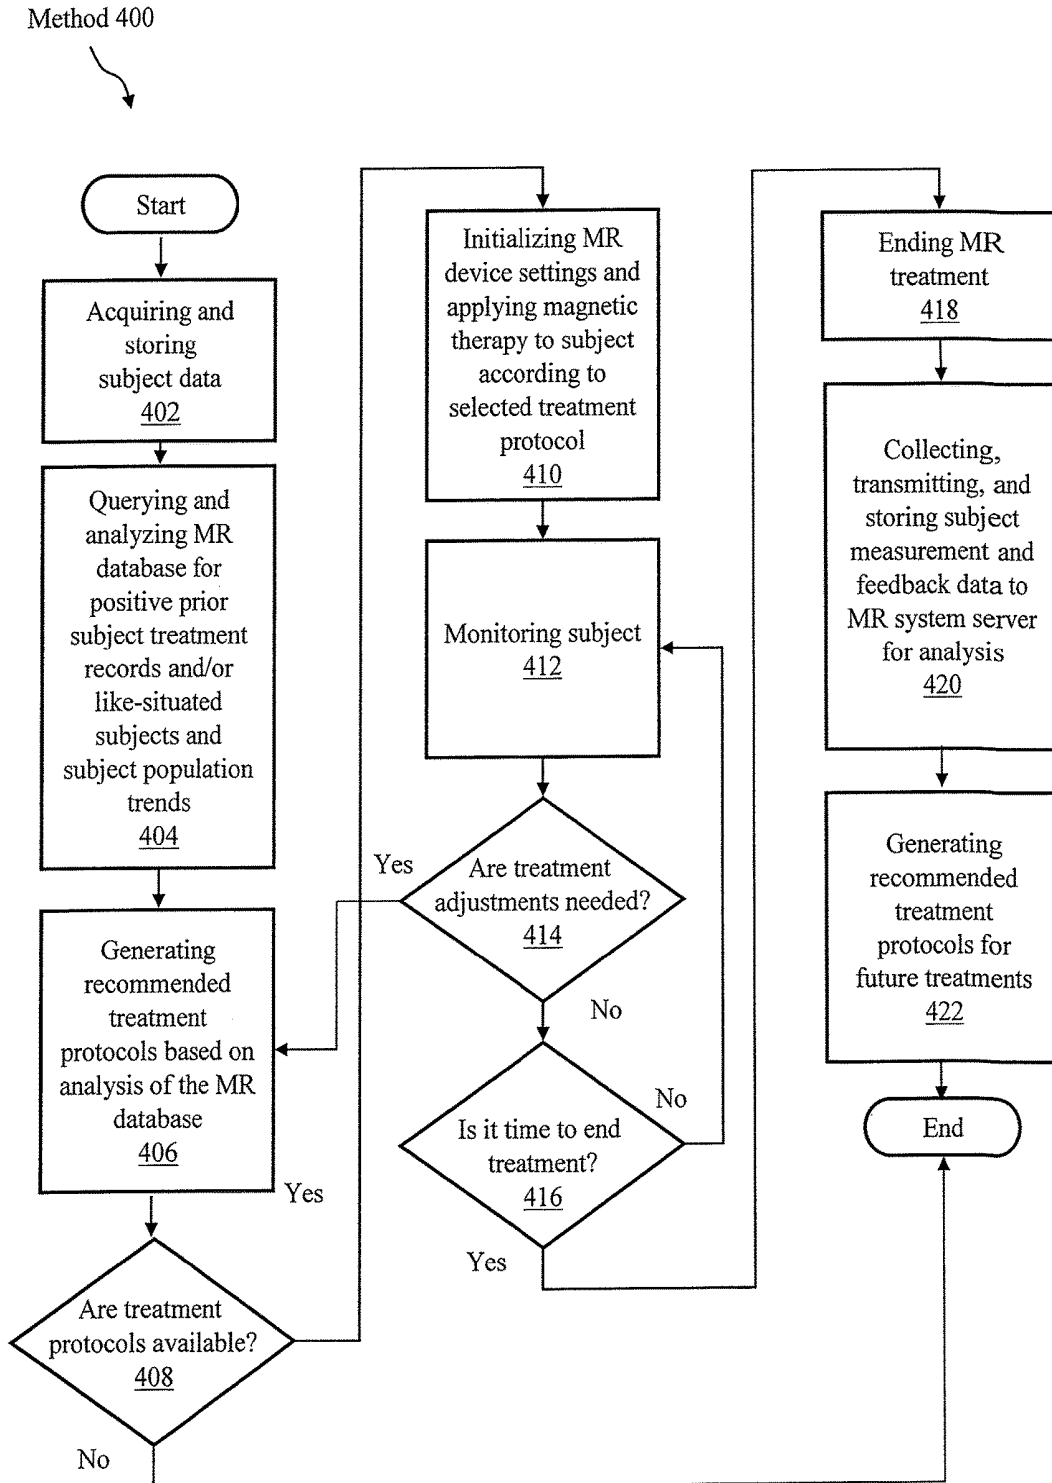 Method 400
Start
Acquiring and
storing
subject data
402
Querying and
analyzing MR
database for
positive prior
subject treatment
records and/or
like-situated
subjects and
subject population
trends
404
Generating
recommended
treatment
protocols based on
analysis of the MR
database
406
Yes
Are treatment
protocols available?
408
No
Initializing MR
device settings and
applying magnetic
therapy to subject
according to
selected treatment
protocol
410
Monitoring subject
412
Yes
Are treatment
adjustments needed?
414
No
No
Is it time to end
treatment?
416
Yes
Ending MR
treatment
418
Collecting,
transmitting, and
storing subject
measurement and
feedback data to
MR system server
for analysis
420
Generating
recommended
treatment
protocols for
future treatments
422
End